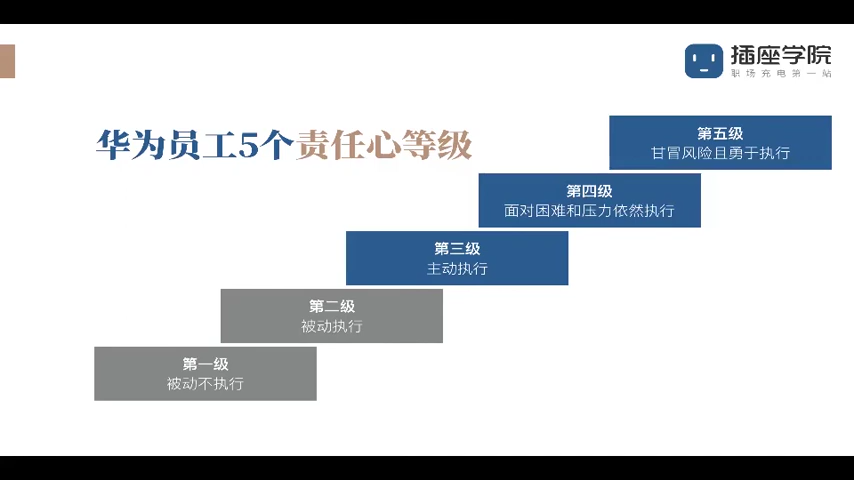 插座学院
职场充电第一站
华为员工5个责任心等级
第五级
甘冒风险且勇于执行
第四级
面对困难和压力依然执行
第三级
主动执行
第二级
被动执行
第一级
被动不执行